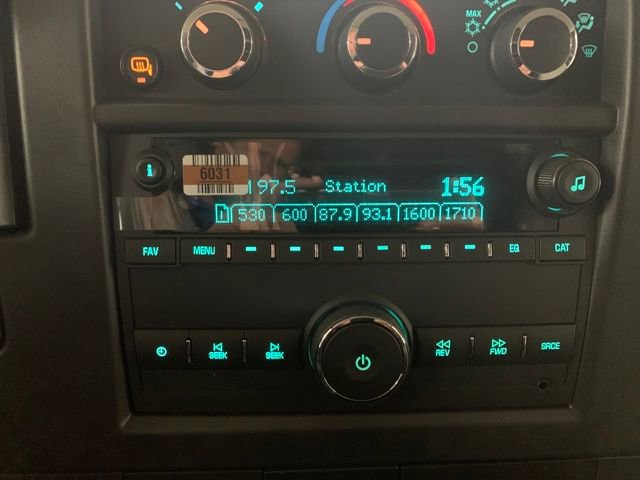 MAX
6031
97.5 Station 1:56
1 530 600 87.9 93.1 1600 1710
FAV MENU EQ CAT
SEEK SEEK REV FWD SRCE